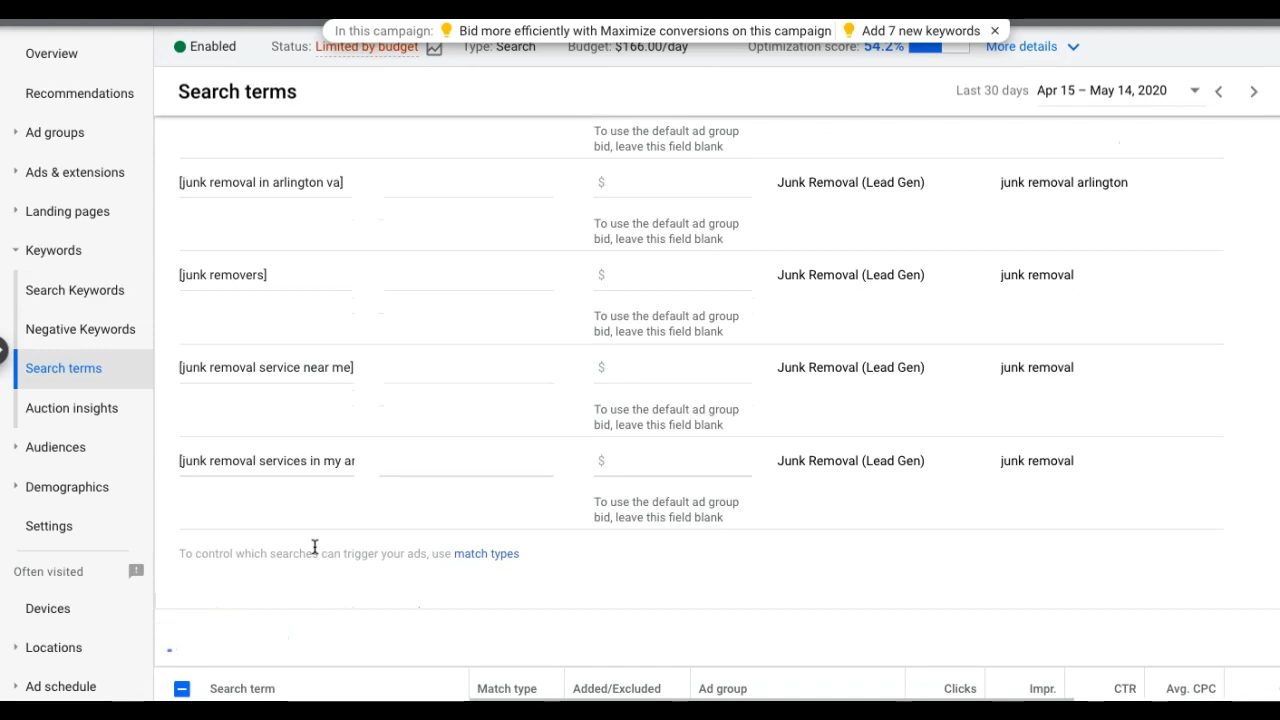 In this campaign: Bid more efficiently with Maximize conversions on this campaign Add 7 new keywords ×
Enabled Status: Limited by budget Type: Search Budget: $166.00/day Optimization score: 54.2% More details
Search terms Last 30 days Apr 15 – May 14, 2020
Overview
Recommendations
Ad groups
Ads & extensions
Landing pages
Keywords
Search Keywords
Negative Keywords
Search terms
Auction insights
Audiences
Demographics
Settings
Often visited
Devices
Locations
Ad schedule
To use the default ad group
bid, leave this field blank
[junk removal in arlington va] $ Junk Removal (Lead Gen) junk removal arlington
To use the default ad group
bid, leave this field blank
[junk removers] $ Junk Removal (Lead Gen) junk removal
To use the default ad group
bid, leave this field blank
[junk removal service near me] $ Junk Removal (Lead Gen) junk removal
To use the default ad group
bid, leave this field blank
[junk removal services in my ar $ Junk Removal (Lead Gen) junk removal
To use the default ad group
bid, leave this field blank
To control which searches can trigger your ads, use match types
Search term Match type Added/Excluded Ad group Clicks Impr. CTR Avg. CPC